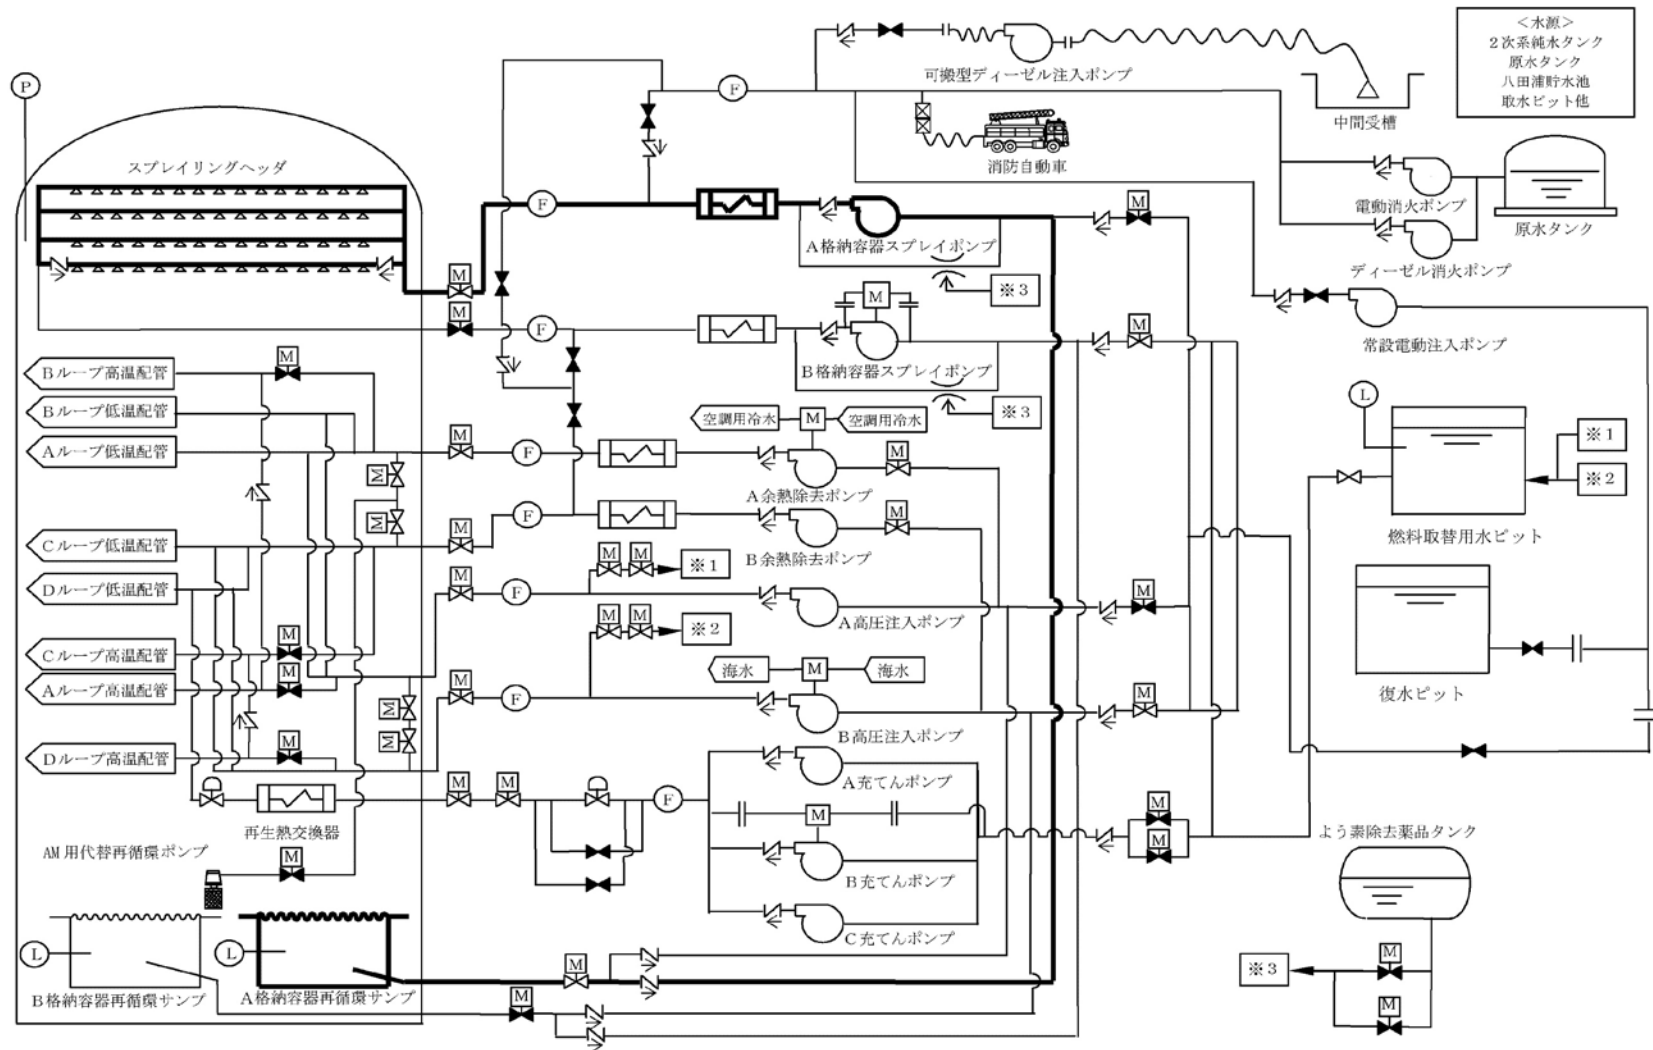 <水源>
2次系純水タンク
原水タンク
八田浦貯水池
取水ピット他
可搬型ディーゼル注入ポンプ
中間受槽
P
F
消防自動車
スプレイリングヘッダ
電動消火ポンプ
原水タンク
F
M
A格納容器スプレイポンプ
ディーゼル消火ポンプ
M
※3
M
M
F
M
常設電動注入ポンプ
B格納容器スプレイポンプ
Bループ高温配管
M
L
※3
Bループ低温配管
空調用冷水
M
空調用冷水
※1
Aループ低温配管
M
F
M
M
※2
A余熱除去ポンプ
M
Cループ低温配管
M
F
M
燃料取替用水ピット
B余熱除去ポンプ
M
M
※1
Dループ低温配管
M
F
M
M
M
※2
A高圧注入ポンプ
Cループ高温配管
M
海水
M
海水
Aループ高温配管
M
M
F
M
復水ピット
M
B高圧注入ポンプ
Dループ高温配管
M
M
A充てんポンプ
M
M
F
M
M
再生熱交換器
M
よう素除去薬品タンク
AM用代替再循環ポンプ
M
B充てんポンプ
C充てんポンプ
L
L
M
M
※3
B格納容器再循環サンプ
A格納容器再循環サンプ
M
M